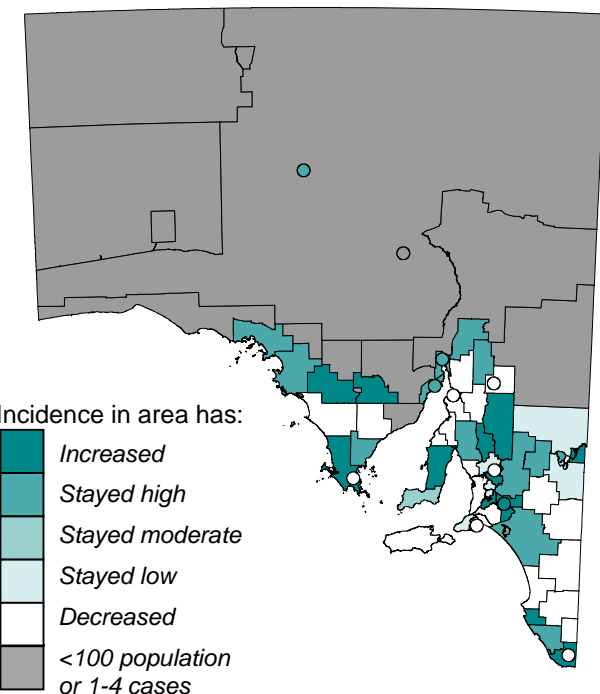 Incidence in area has:
Increased
Stayed high
Stayed moderate
Stayed low
Decreased
<100 population
or 1-4 cases